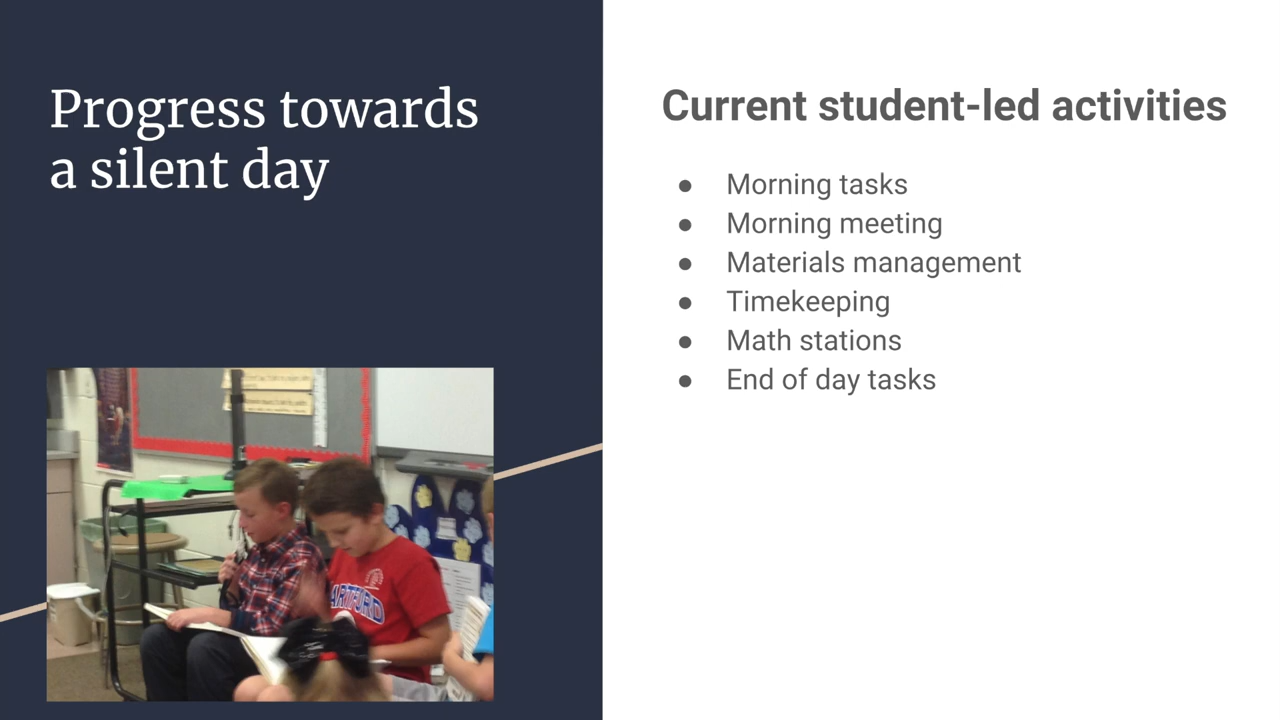 Progress towards
a silent day
Current student-led activities
● Morning tasks
● Morning meeting
● Materials management
● Timekeeping
● Math stations
● End of day tasks